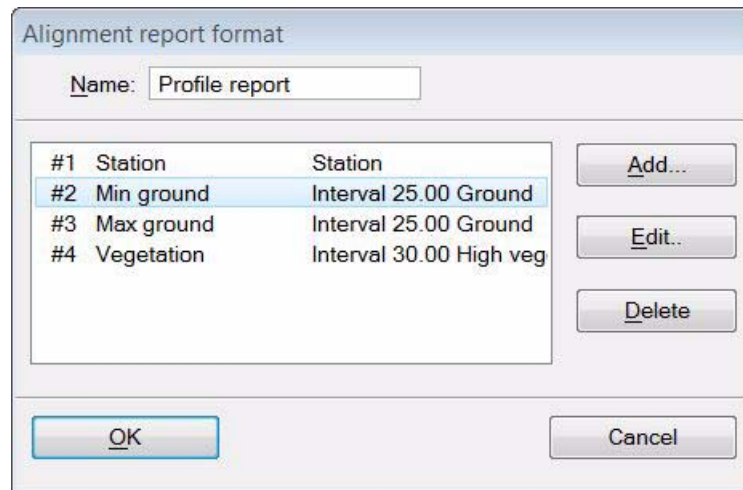 Alignment report format
Name: Profile report
#1 Station Station
#2 Min ground Interval 25.00 Ground
#3 Max ground Interval 25.00 Ground
#4 Vegetation Interval 30.00 High veg
Add...
Edit..
Delete
OK
Cancel